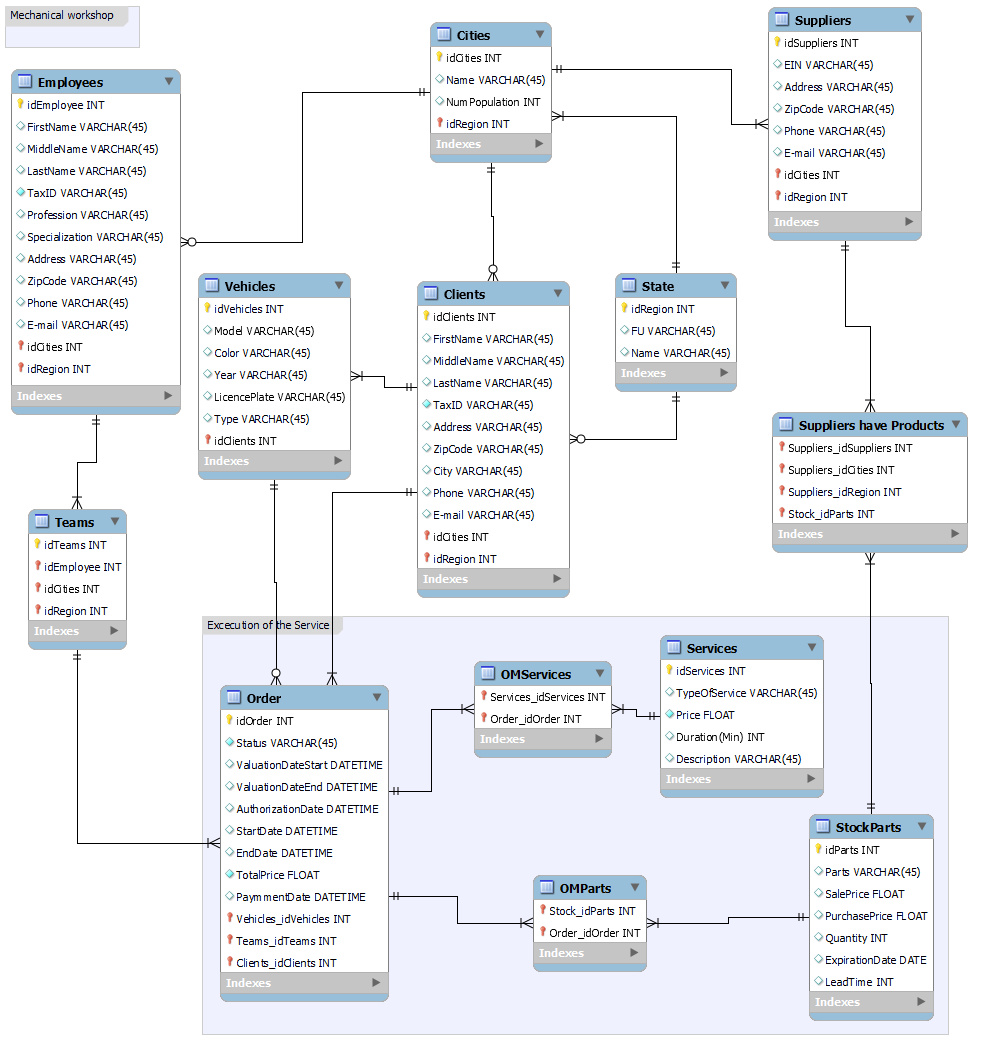 Mechanical workshop
Employees
idEmployee INT
FirstName VARCHAR(45)
MiddleName VARCHAR(45)
LastName VARCHAR(45)
TaxID VARCHAR(45)
Profession VARCHAR(45)
Specialization VARCHAR(45)
Address VARCHAR(45)
ZipCode VARCHAR(45)
Phone VARCHAR(45)
E-mail VARCHAR(45)
idCities INT
idRegion INT
Indexes
Cities
idCities INT
Name VARCHAR(45)
NumPopulation INT
idRegion INT
Indexes
Suppliers
idSuppliers INT
EIN VARCHAR(45)
Address VARCHAR(45)
ZipCode VARCHAR(45)
Phone VARCHAR(45)
E-mail VARCHAR(45)
idCities INT
idRegion INT
Indexes
Vehicles
idVehicles INT
Model VARCHAR(45)
Color VARCHAR(45)
Year VARCHAR(45)
LicencePlate VARCHAR(45)
Type VARCHAR(45)
idClients INT
Indexes
Clients
idClients INT
FirstName VARCHAR(45)
MiddleName VARCHAR(45)
LastName VARCHAR(45)
TaxID VARCHAR(45)
Address VARCHAR(45)
ZipCode VARCHAR(45)
City VARCHAR(45)
Phone VARCHAR(45)
E-mail VARCHAR(45)
idCities INT
idRegion INT
Indexes
State
idRegion INT
FU VARCHAR(45)
Name VARCHAR(45)
Indexes
Suppliers have Products
Suppliers_idSuppliers INT
Suppliers_idCities INT
Suppliers_idRegion INT
Stock_idParts INT
Indexes
Teams
idTeams INT
idEmployee INT
idCities INT
idRegion INT
Indexes
Excecution of the Service
Order
idOrder INT
Status VARCHAR(45)
ValuationDateStart DATETIME
ValuationDateEnd DATETIME
AuthorizationDate DATETIME
StartDate DATETIME
EndDate DATETIME
TotalPrice FLOAT
PaymmentDate DATETIME
Vehicles_idVehicles INT
Teams_idTeams INT
Clients_idClients INT
Indexes
OMServices
Services_idServices INT
Order_idOrder INT
Indexes
Services
idServices INT
TypeOfService VARCHAR(45)
Price FLOAT
Duration(Min) INT
Description VARCHAR(45)
Indexes
OMParts
Stock_idParts INT
Order_idOrder INT
Indexes
StockParts
idParts INT
Parts VARCHAR(45)
SalePrice FLOAT
PurchasePrice FLOAT
Quantity INT
ExpirationDate DATE
LeadTime INT
Indexes